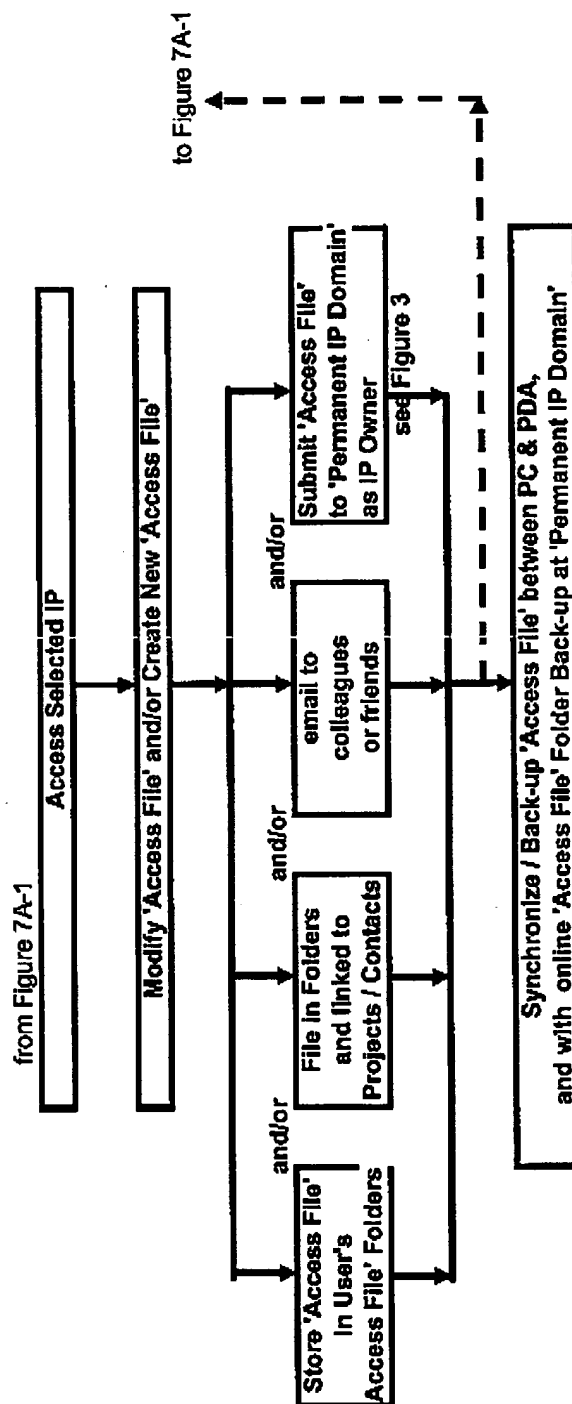 from Figure 7A-1
Access Selected IP
Modify 'Access File' and/or Create New 'Access File'
to Figure 7A-1
Store 'Access File'
In User's
Access File' Folders
and/or
File in Folders
and linked to
Projects / Contacts
and/or
email to
colleagues
or friends
and/or
Submit 'Access File'
to 'Permanent IP Domain'
as IP Owner
see Figure 3
Synchronize / Back-up 'Access File' between PC & PDA,
and with online 'Access File' Folder Back-up at 'Permanent IP Domain'